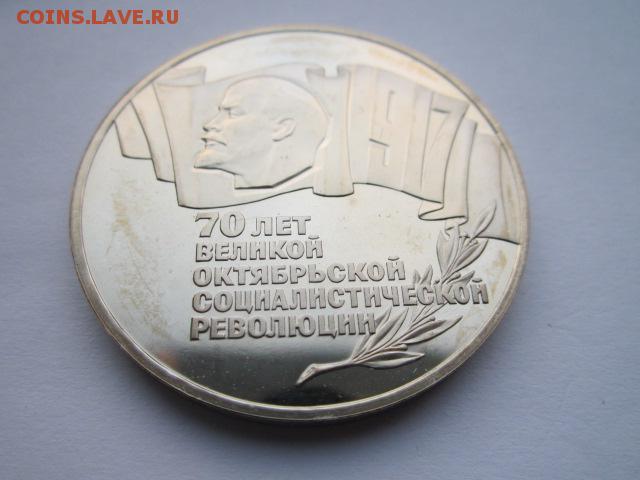 COINS.LAVE.RU
1917
70 ЛЕТ
ВЕЛИКОЙ
ОКТЯБРЬСКОЙ
СОЦИАЛИСТИЧЕСКОЙ
РЕВОЛЮЦИИ